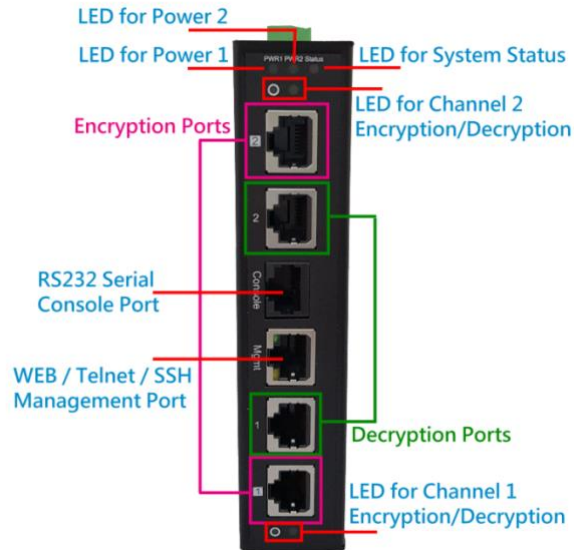 LED for Power 2
LED for Power 1
LED for System Status
PWR1 PWR2 Status
LED for Channel 2
Encryption/Decryption
Encryption Ports
2
2
RS232 Serial
Console Port
Console
Mgmt
WEB / Telnet / SSH
Management Port
1
Decryption Ports
1
LED for Channel 1
Encryption/Decryption